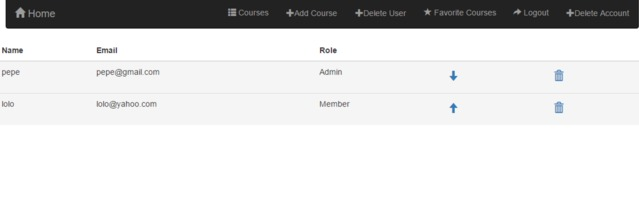 Home Courses Add Course Delete User Favorite Courses Logout Delete Account
Name Email Role
pepe pepe@gmail.com Admin
lolo lolo@yahoo.com Member